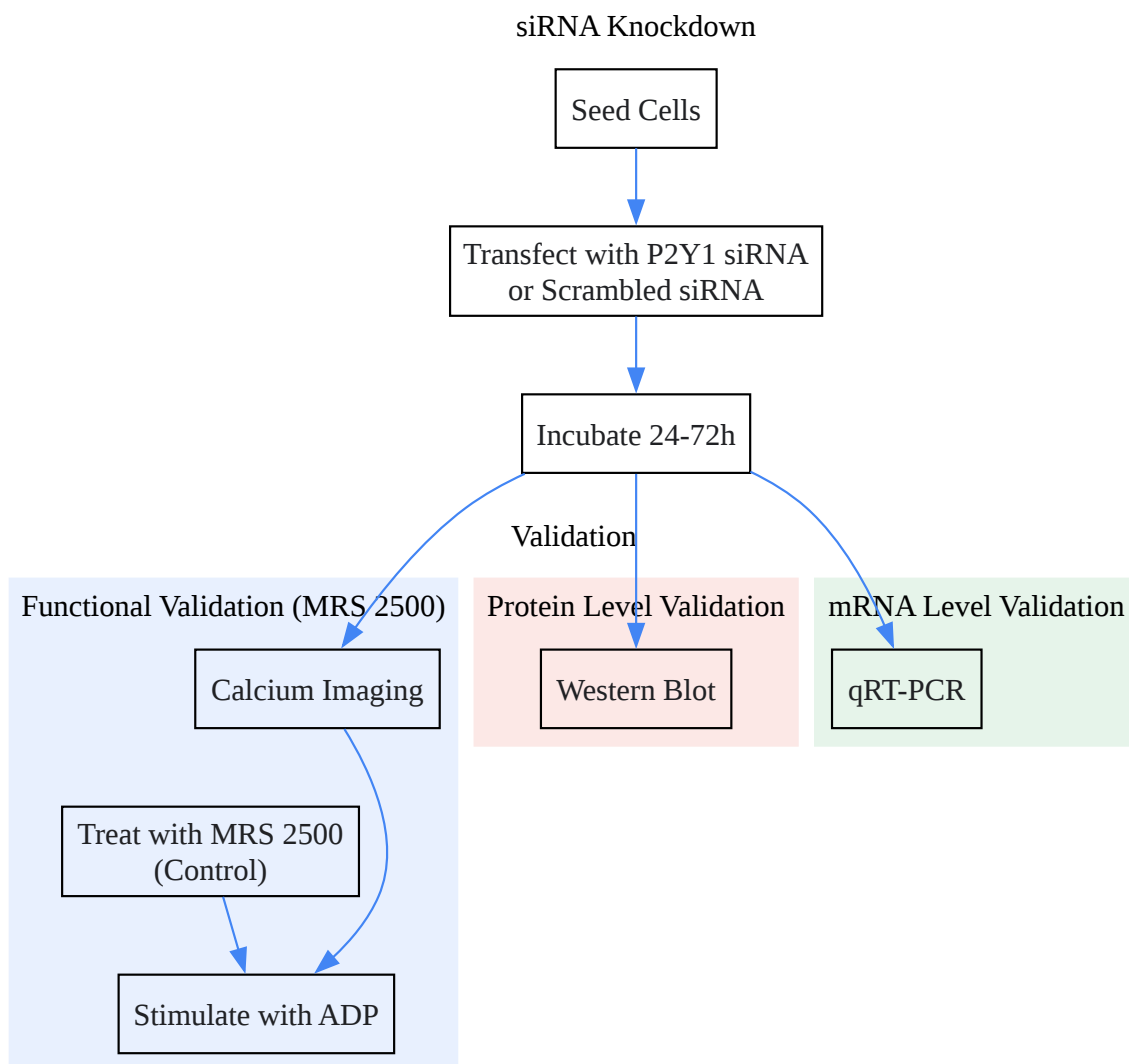 siRNA Knockdown
Seed Cells
Transfect with P2Y1 siRNA
or Scrambled siRNA
Incubate 24-72h
Validation
Functional Validation (MRS 2500)
Protein Level Validation
mRNA Level Validation
Calcium Imaging
Western Blot
qRT-PCR
Treat with MRS 2500
(Control)
Stimulate with ADP